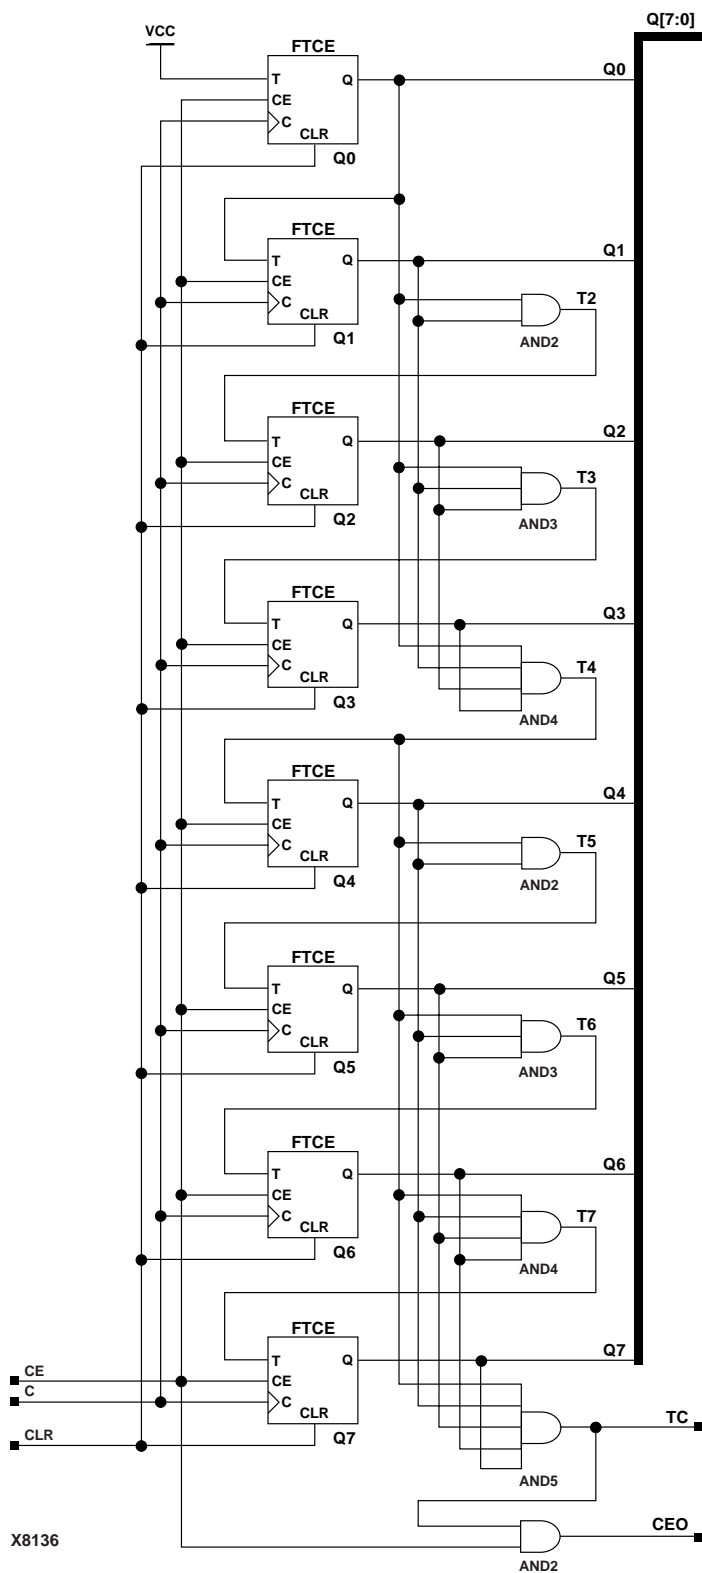 Q[7:0]
VCC
FTCE
T
Q
Q0
CE
C
CLR
Q0
FTCE
T
Q
Q1
CE
C
CLR
Q1
T2
AND2
FTCE
T
Q
Q2
CE
C
CLR
Q2
T3
AND3
FTCE
T
Q
Q3
CE
C
CLR
Q3
T4
AND4
FTCE
T
Q
Q4
CE
C
CLR
Q4
T5
AND2
FTCE
T
Q
Q5
CE
C
CLR
Q5
T6
AND3
FTCE
T
Q
Q6
CE
C
CLR
Q6
T7
AND4
FTCE
T
Q
Q7
CE
CE
C
C
CLR
Q7
CLR
TC
AND5
CEO
AND2
X8136